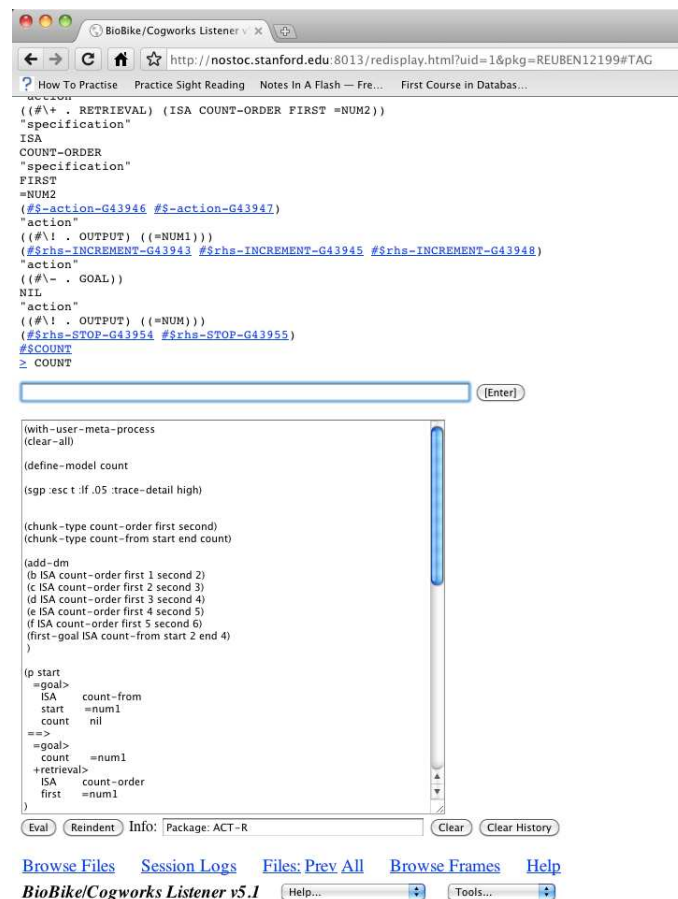 BioBike/Cogworks Listener v
http://nostoc.stanford.edu:8013/redisplay.html?uid=1&pkg=REUBEN12199#TAG
? How To Practise Practice Sight Reading Notes In A Flash — Fre... First Course in Databas...
"action"
((#\+ . RETRIEVAL) (ISA COUNT-ORDER FIRST =NUM2))
"specification"
ISA
COUNT-ORDER
"specification"
FIRST
=NUM2
(#$-action-G43946 #$-action-G43947)
"action"
((#\! . OUTPUT) ((=NUM1)))
(#$rhs-INCREMENT-G43943 #$rhs-INCREMENT-G43945 #$rhs-INCREMENT-G43948)
"action"
((#\- . GOAL))
NIL
"action"
((#\! . OUTPUT) ((=NUM)))
(#$rhs-STOP-G43954 #$rhs-STOP-G43955)
#$COUNT
> COUNT
[Enter]
(with-user-meta-process
(clear-all)
(define-model count
(sgp :esc t :lf .05 :trace-detail high)
(chunk-type count-order first second)
(chunk-type count-from start end count)
(add-dm
(b ISA count-order first 1 second 2)
(c ISA count-order first 2 second 3)
(d ISA count-order first 3 second 4)
(e ISA count-order first 4 second 5)
(f ISA count-order first 5 second 6)
(first-goal ISA count-from start 2 end 4)
)
(p start
=goal>
ISA count-from
start =num1
count nil
==>
=goal>
count =num1
+retrieval>
ISA count-order
first =num1
)
Eval Reindent Info: Package: ACT-R Clear Clear History
Browse Files Session Logs Files: Prev All Browse Frames Help
BioBike/Cogworks Listener v5.1 Help... Tools...